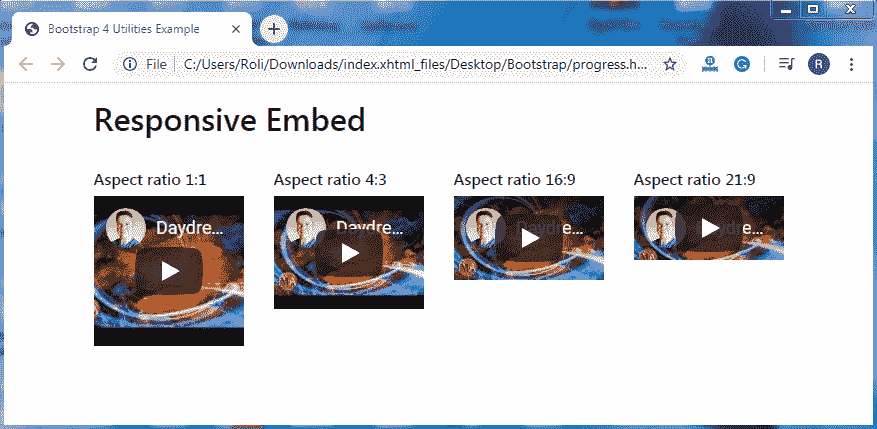 Bootstrap 4 Utilities Example
File C:/Users/Roli/Downloads/index.xhtml_files/Desktop/Bootstrap/progress.h... R
Responsive Embed
Aspect ratio 1:1 Aspect ratio 4:3 Aspect ratio 16:9 Aspect ratio 21:9
Daydre... Daydre... Daydre... Daydre...